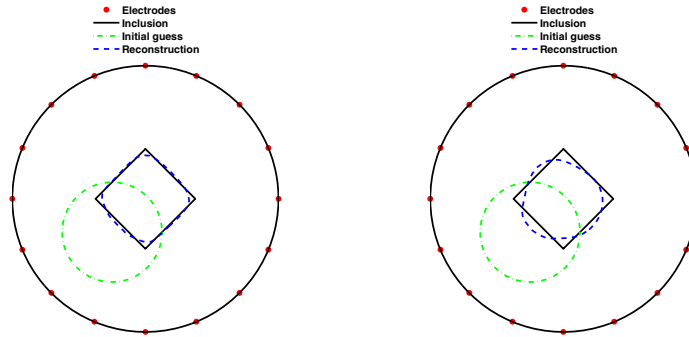 Electrodes
Inclusion
Initial guess
Reconstruction
Electrodes
Inclusion
Initial guess
Reconstruction